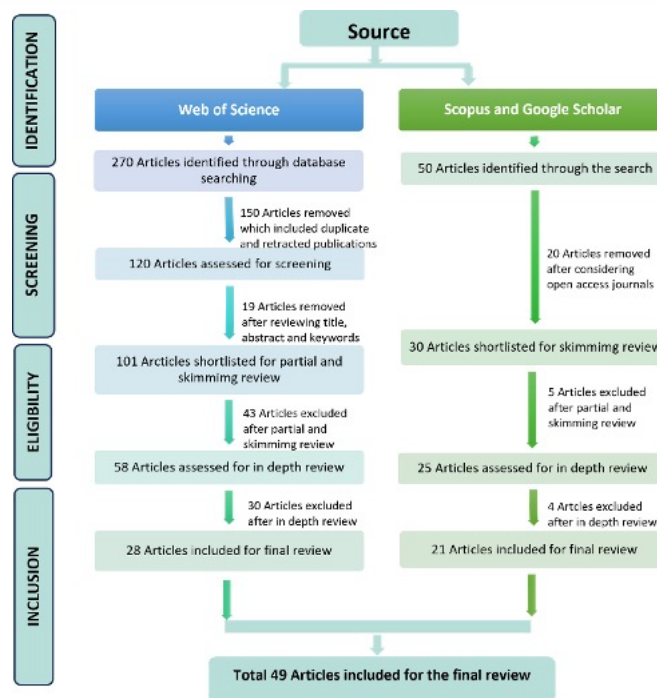 Source
IDENTIFICATION
Web of Science
Scopus and Google Scholar
270 Articles identified through database
searching
50 Articles identified through the search
SCREENING
150 Articles removed
which included duplicate
and retracted publications
120 Articles assessed for screening
20 Articles removed
after considering
open access journals
19 Articles removed
after reviewing title,
abstract and keywords
30 Articles shortlisted for skimmimg review
ELIGIBILITY
101 Arcticles shortlisted for partial and
skimmimg review
43 Articles excluded
after partial and
skimmimg review
5 Articles excluded
after partial and
skimming review
58 Articles assessed for in depth review
25 Articles assessed for in depth review
INCLUSION
30 Articles excluded
after in depth review
4 Artcles excluded
after in depth review
28 Articles included for final review
21 Articles included for final review
Total 49 Articles included for the final review